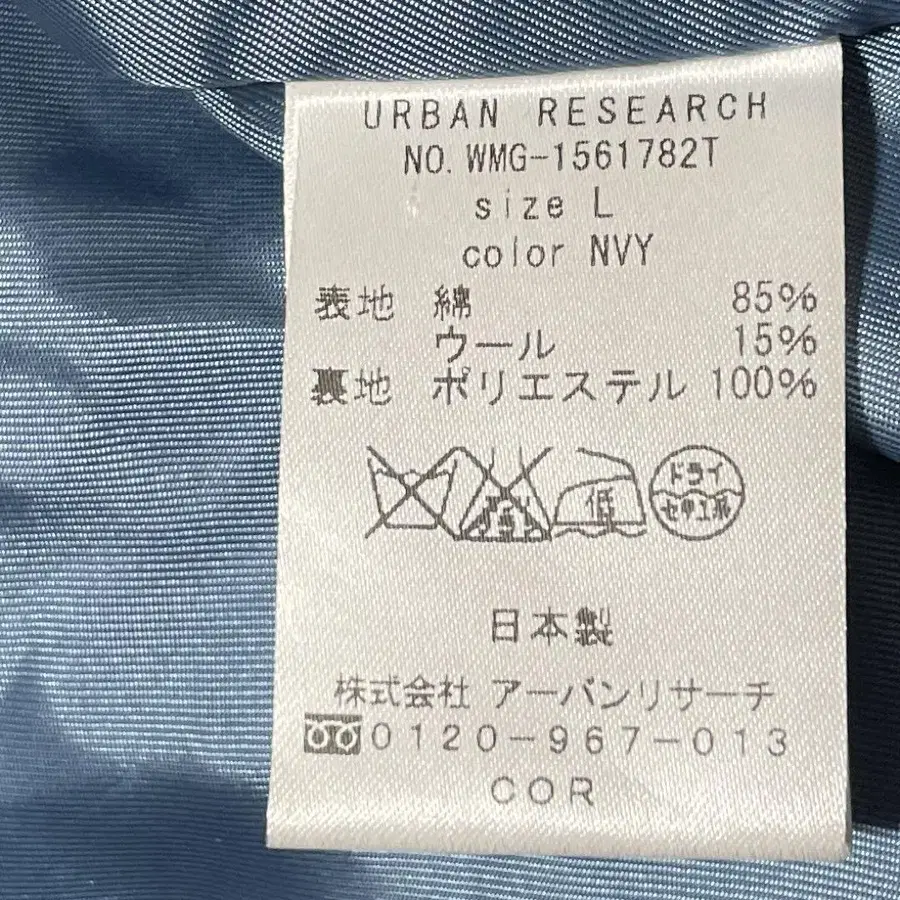 URBAN RESEARCH
NO. WMG-1561782T
size L
color NVY
表地 綿 85%
ウール 15%
裏地 ポリエステル 100%
低
ドライ
セキユ系
日本製
株式会社 アーバンリサーチ
0120-967-013
COR